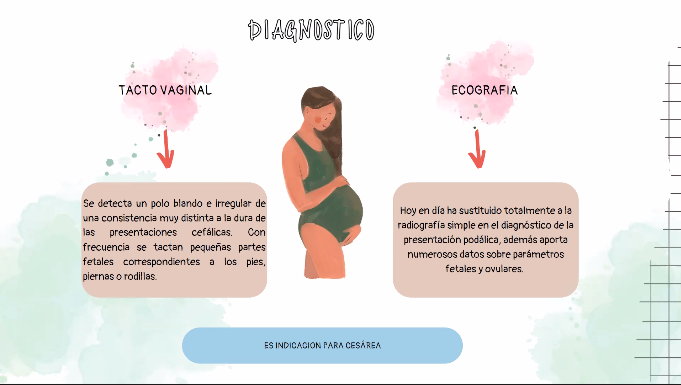 DIAGNOSTICO
TACTO VAGINAL
Se detecta un polo blando e irregular de
una consistencia muy distinta a la dura de
las presentaciones cefálicas. Con
frecuencia se tactan pequeñas partes
fetales correspondientes a los pies,
piernas o rodillas.
ECOGRAFIA
Hoy en día ha sustituido totalmente a la
radiografía simple en el diagnóstico de la
presentación podálica, además aporta
numerosos datos sobre parámetros
fetales y ovulares.
ES INDICACION PARA CESÁREA